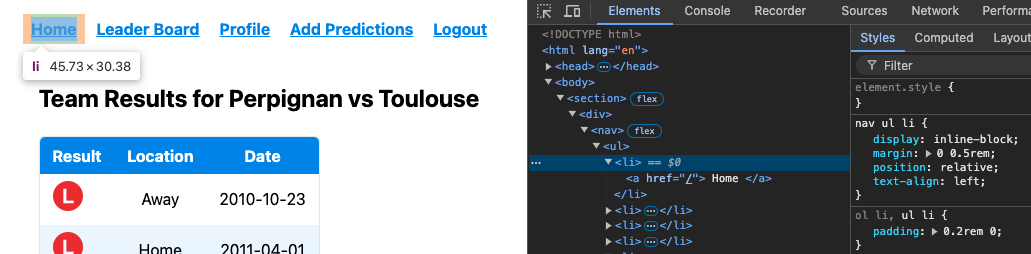 Home Leader Board Profile Add Predictions Logout
li 45.73×30.38
Team Results for Perpignan vs Toulouse
Result Location Date
L Away 2010-10-23
L Home 2011-04-01
Elements Console Recorder Sources Network Performa
<!DOCTYPE html>
<html lang="en">
▶<head>…</head>
▼<body>
▼<section> flex
▼<div>
▼<nav> flex
▼<ul>
… ▼<li> == $0
<a href="/"> Home </a>
</li>
▶<li>…</li>
▶<li>…</li>
▶<li>…</li>
Styles Computed Layout
Filter
element.style {
}
nav ul li {
display: inline-block;
margin: ▶ 0 0.5rem;
position: relative;
text-align: left;
}
ol li, ul li {
padding: ▶ 0.2rem 0;
}